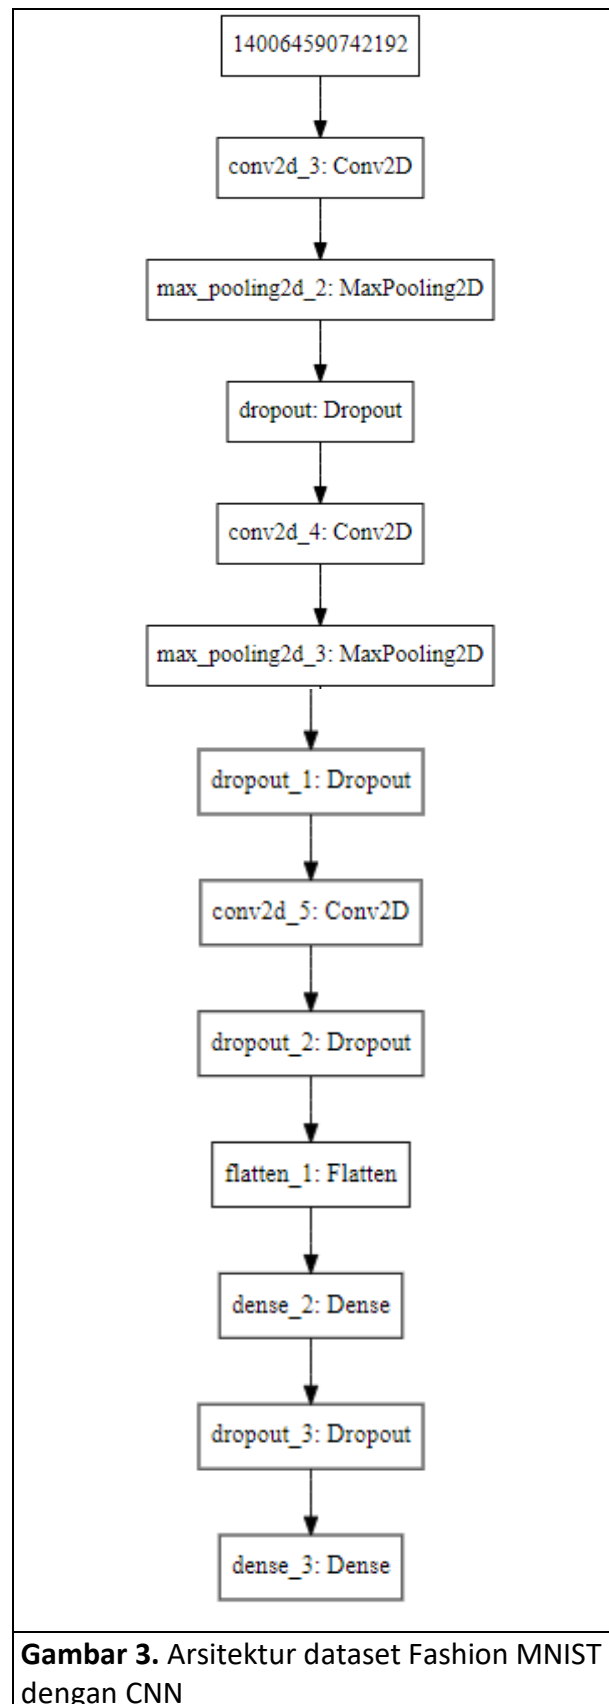 140064590742192
conv2d_3: Conv2D
max_pooling2d_2: MaxPooling2D
dropout: Dropout
conv2d_4: Conv2D
max_pooling2d_3: MaxPooling2D
dropout_1: Dropout
conv2d_5: Conv2D
dropout_2: Dropout
flatten_1: Flatten
dense_2: Dense
dropout_3: Dropout
dense_3: Dense
Gambar 3. Arsitektur dataset Fashion MNIST
dengan CNN